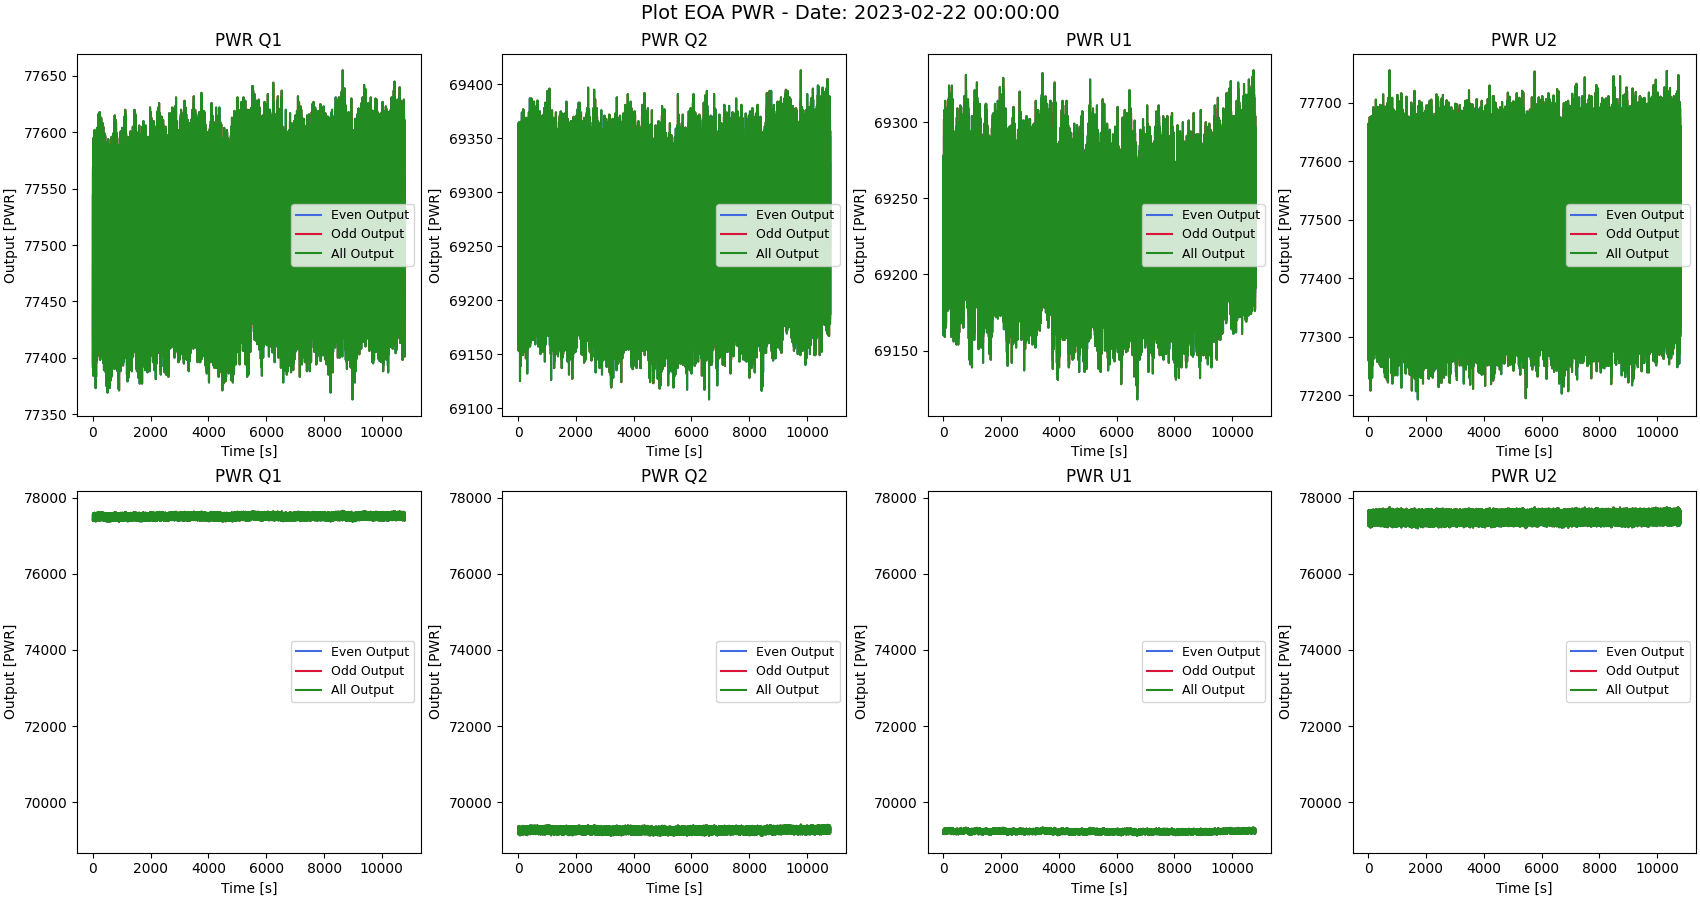 Plot EOA PWR - Date: 2023-02-22 00:00:00
PWR Q1
Output [PWR]
77650
77600
77550
77500
77450
77400
77350
Even Output
Odd Output
All Output
0 2000 4000 6000 8000 10000
Time [s]
PWR Q2
Output [PWR]
69400
69350
69300
69250
69200
69150
69100
Even Output
Odd Output
All Output
0 2000 4000 6000 8000 10000
Time [s]
PWR U1
Output [PWR]
69300
69250
69200
69150
Even Output
Odd Output
All Output
0 2000 4000 6000 8000 10000
Time [s]
PWR U2
Output [PWR]
77700
77600
77500
77400
77300
77200
Even Output
Odd Output
All Output
0 2000 4000 6000 8000 10000
Time [s]
PWR Q1
Output [PWR]
78000
76000
74000
72000
70000
Even Output
Odd Output
All Output
0 2000 4000 6000 8000 10000
Time [s]
PWR Q2
Output [PWR]
78000
76000
74000
72000
70000
Even Output
Odd Output
All Output
0 2000 4000 6000 8000 10000
Time [s]
PWR U1
Output [PWR]
78000
76000
74000
72000
70000
Even Output
Odd Output
All Output
0 2000 4000 6000 8000 10000
Time [s]
PWR U2
Output [PWR]
78000
76000
74000
72000
70000
Even Output
Odd Output
All Output
0 2000 4000 6000 8000 10000
Time [s]